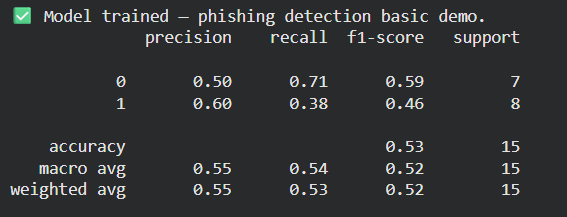 ✅ Model trained — phishing detection basic demo.
precision recall f1-score support
0 0.50 0.71 0.59 7
1 0.60 0.38 0.46 8
accuracy 0.53 15
macro avg 0.55 0.54 0.52 15
weighted avg 0.55 0.53 0.52 15